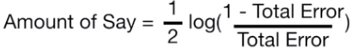 Amount of Say = 1/2 log(1 - Total Error/Total Error)